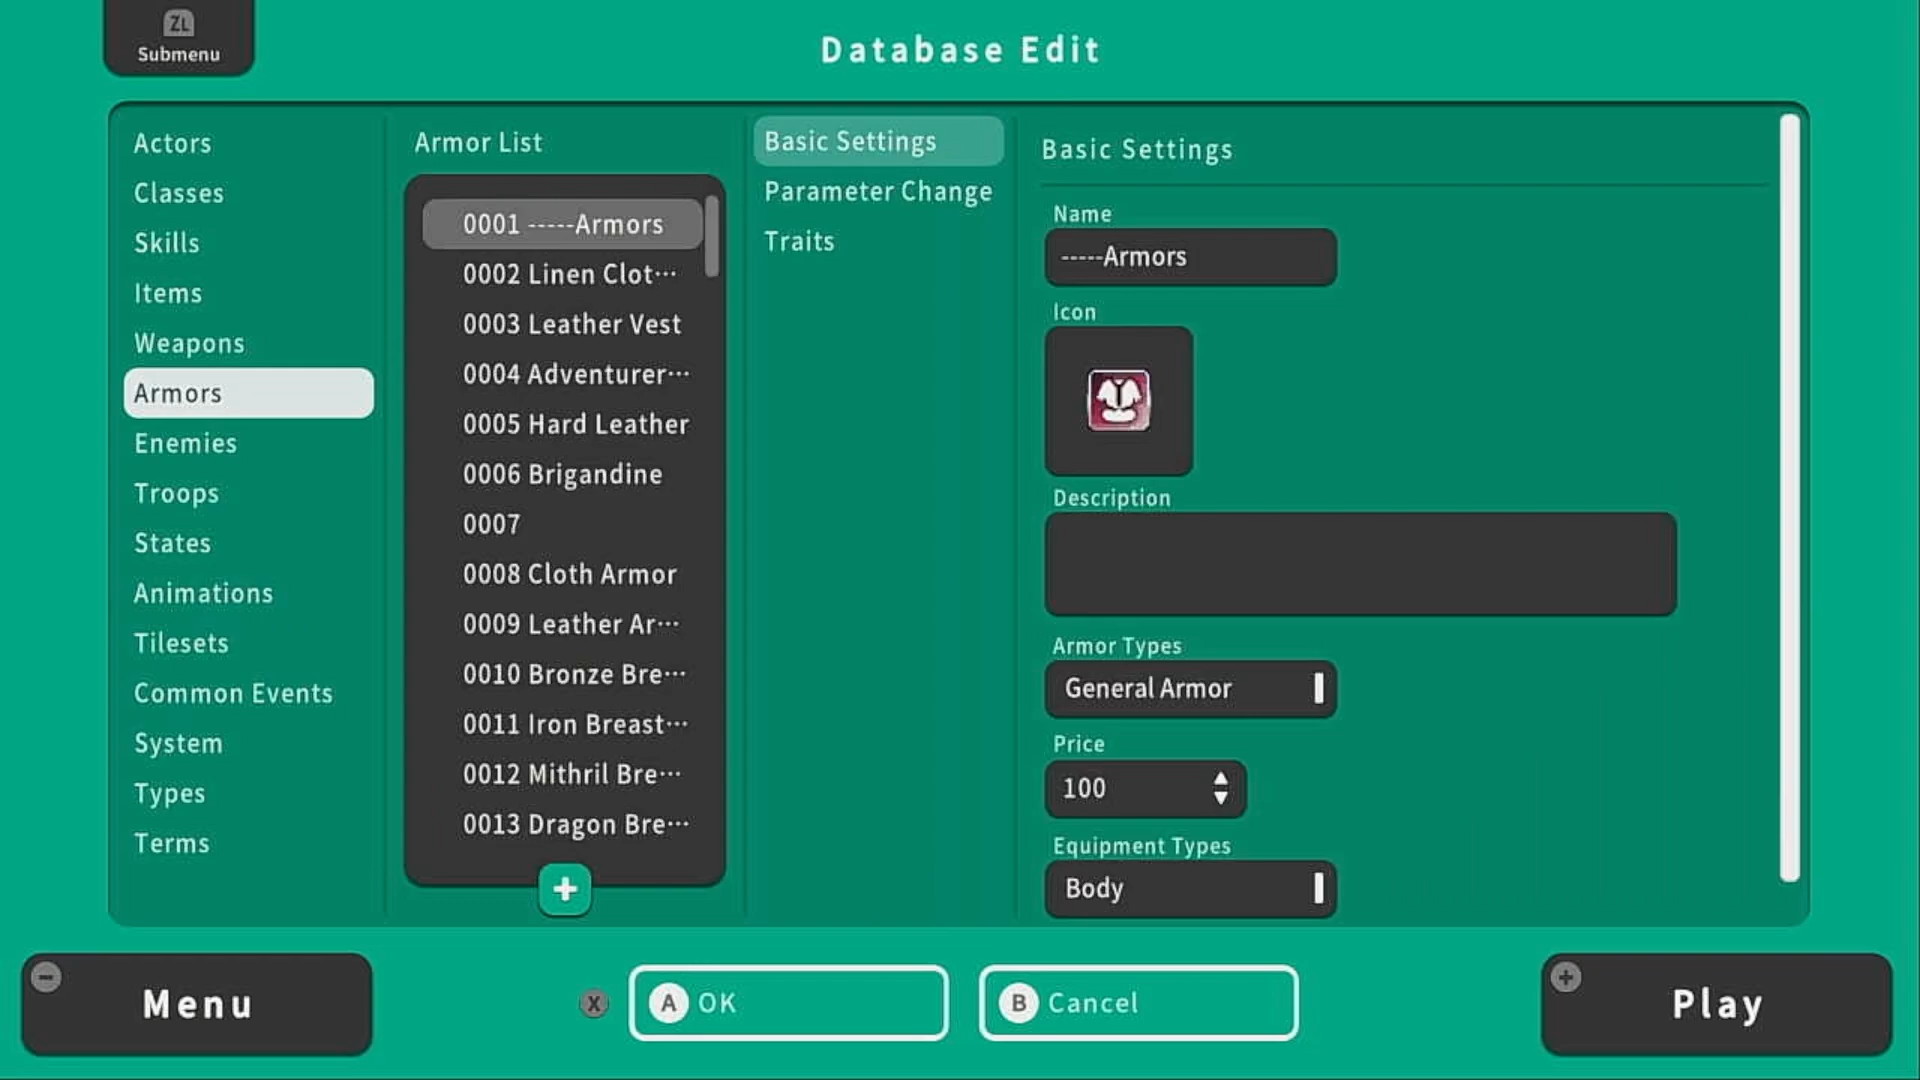 ZL
Submenu
Database Edit
Actors
Classes
Skills
Items
Weapons
Armors
Enemies
Troops
States
Animations
Tilesets
Common Events
System
Types
Terms
Armor List
0001 -----Armors
0002 Linen Clot···
0003 Leather Vest
0004 Adventurer···
0005 Hard Leather
0006 Brigandine
0007
0008 Cloth Armor
0009 Leather Ar···
0010 Bronze Bre···
0011 Iron Breast···
0012 Mithril Bre···
0013 Dragon Bre···
+
Basic Settings
Parameter Change
Traits
Basic Settings
Name
-----Armors
Icon
Description
Armor Types
General Armor
Price
100
Equipment Types
Body
Menu
X
A OK
B Cancel
+
Play